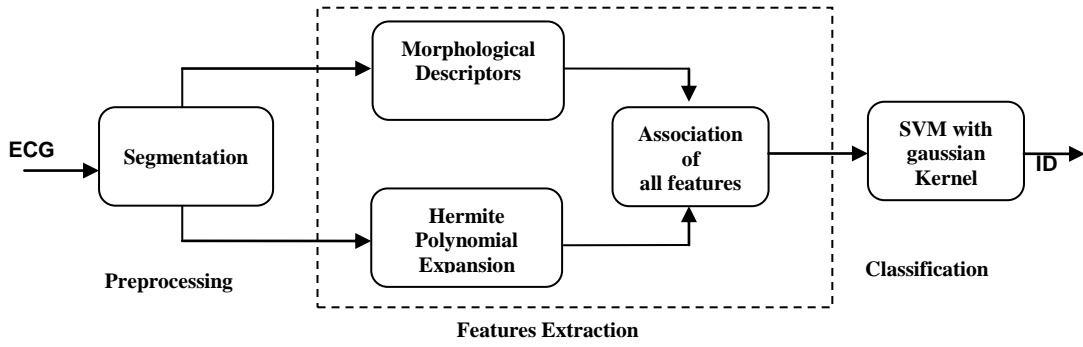 ECG
Segmentation
Preprocessing
Morphological
Descriptors
Hermite
Polynomial
Expansion
Association
of
all features
Features Extraction
SVM with
gaussian
Kernel
ID
Classification